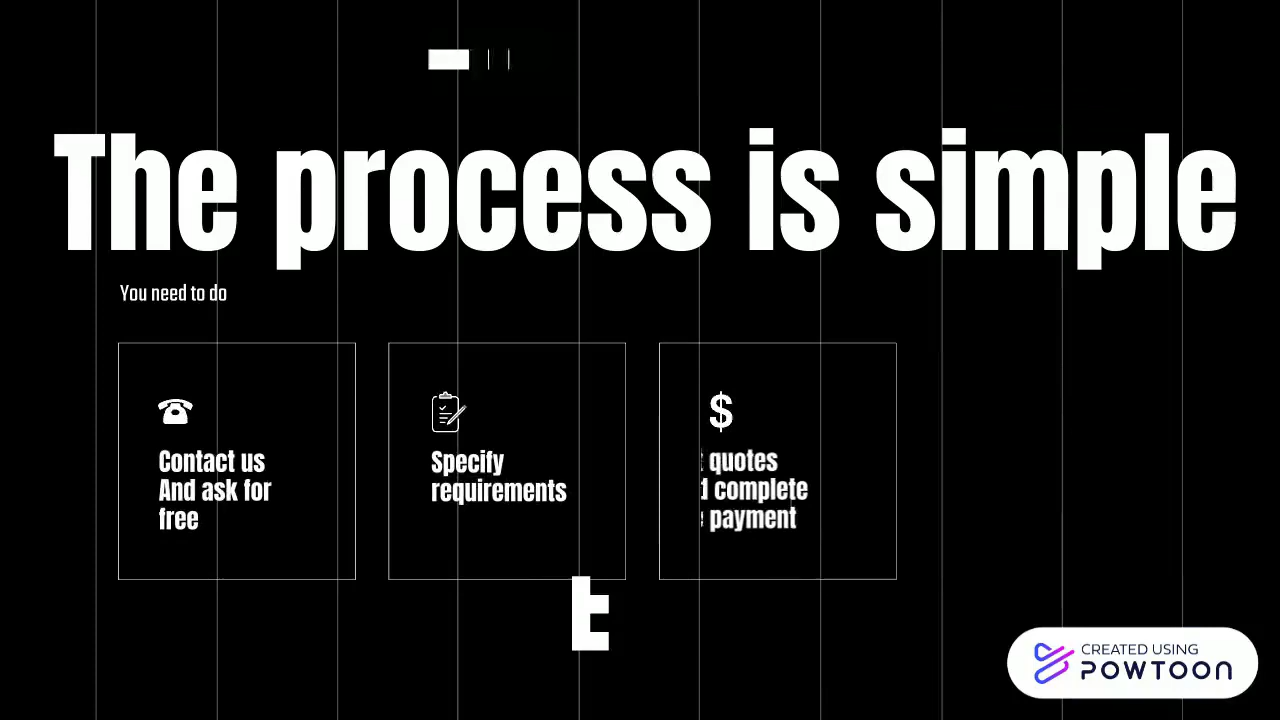 The process is simple
You need to do
Contact us
And ask for
free
Specify
requirements
$
quotes
complete
payment
t
CREATED USING
POWTOON